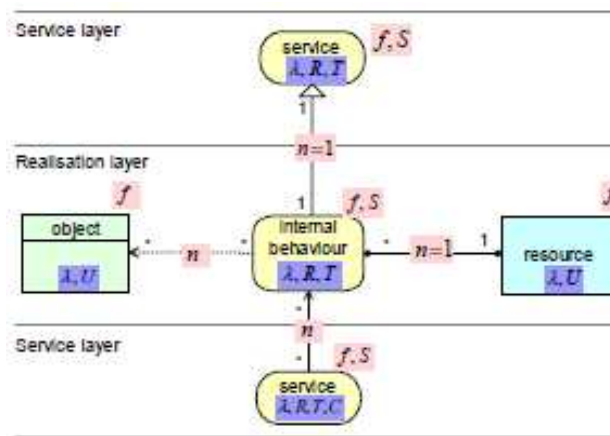 Service layer
service
f, S
λ, R, T
1
n=1
Realisation layer
f
1
f, S
f
object
internal
behaviour
*
n
*
*
n=1
1
resource
λ, U
λ, R, T
λ, U
*
n
Service layer
*
f, S
service
λ, R, T, C